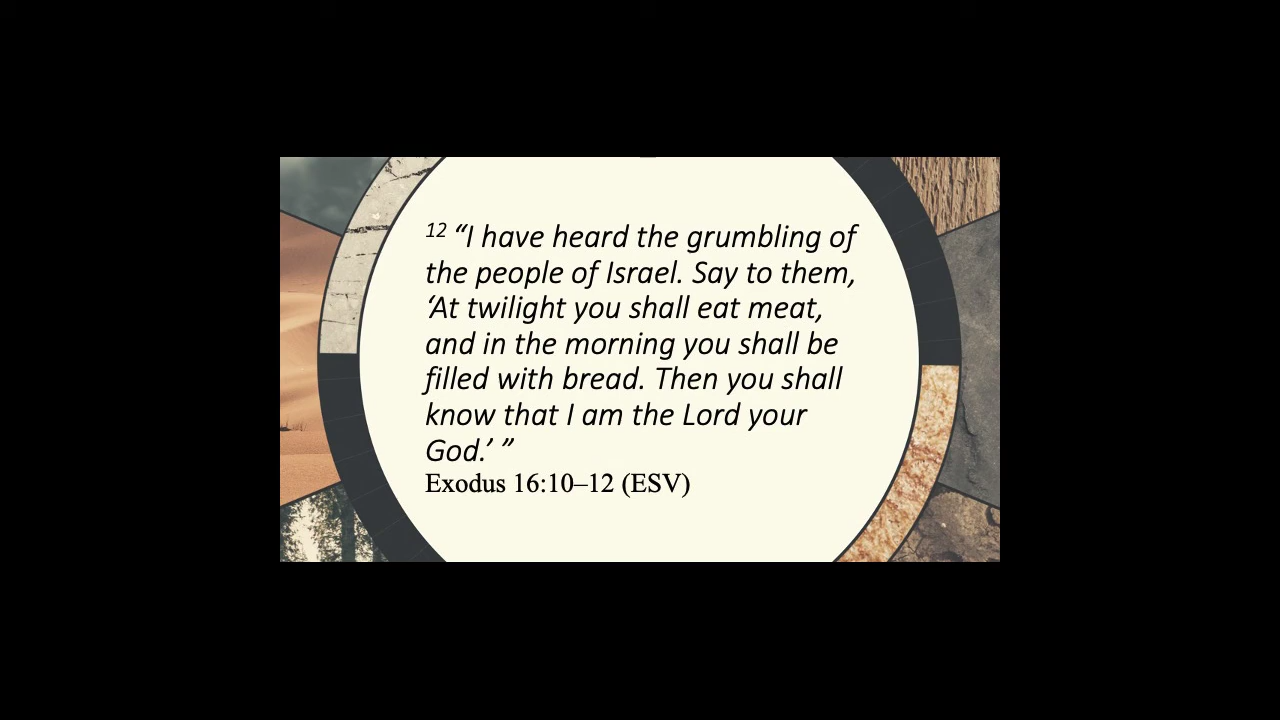 12 “I have heard the grumbling of
the people of Israel. Say to them,
‘At twilight you shall eat meat,
and in the morning you shall be
filled with bread. Then you shall
know that I am the Lord your
God.’ ”
Exodus 16:10–12 (ESV)